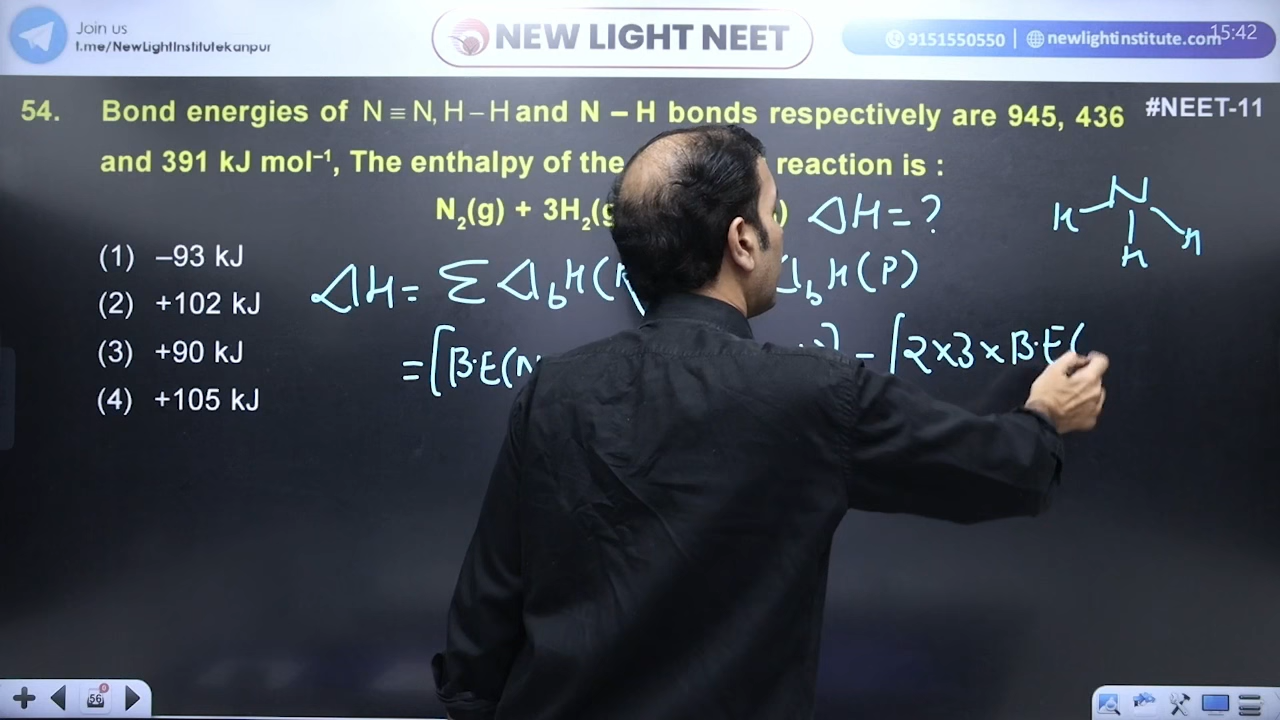 Join us
t.me/NewLightInstitutekanpur
NEW LIGHT NEET
9151550550 | newlightinstitute.com
15:42
#NEET-11
54. Bond energies of N ≡ N, H – H and N – H bonds respectively are 945, 436
and 391 kJ mol⁻¹, The enthalpy of the reaction is :
N₂(g) + 3H₂(g ) ΔH = ?
(1) –93 kJ
(2) +102 kJ
(3) +90 kJ
(4) +105 kJ
N
H H
H
ΔH = Σ Δ_bH( Δ_bH(P)
= [B.E(N ] – [2×3×B.E(
56